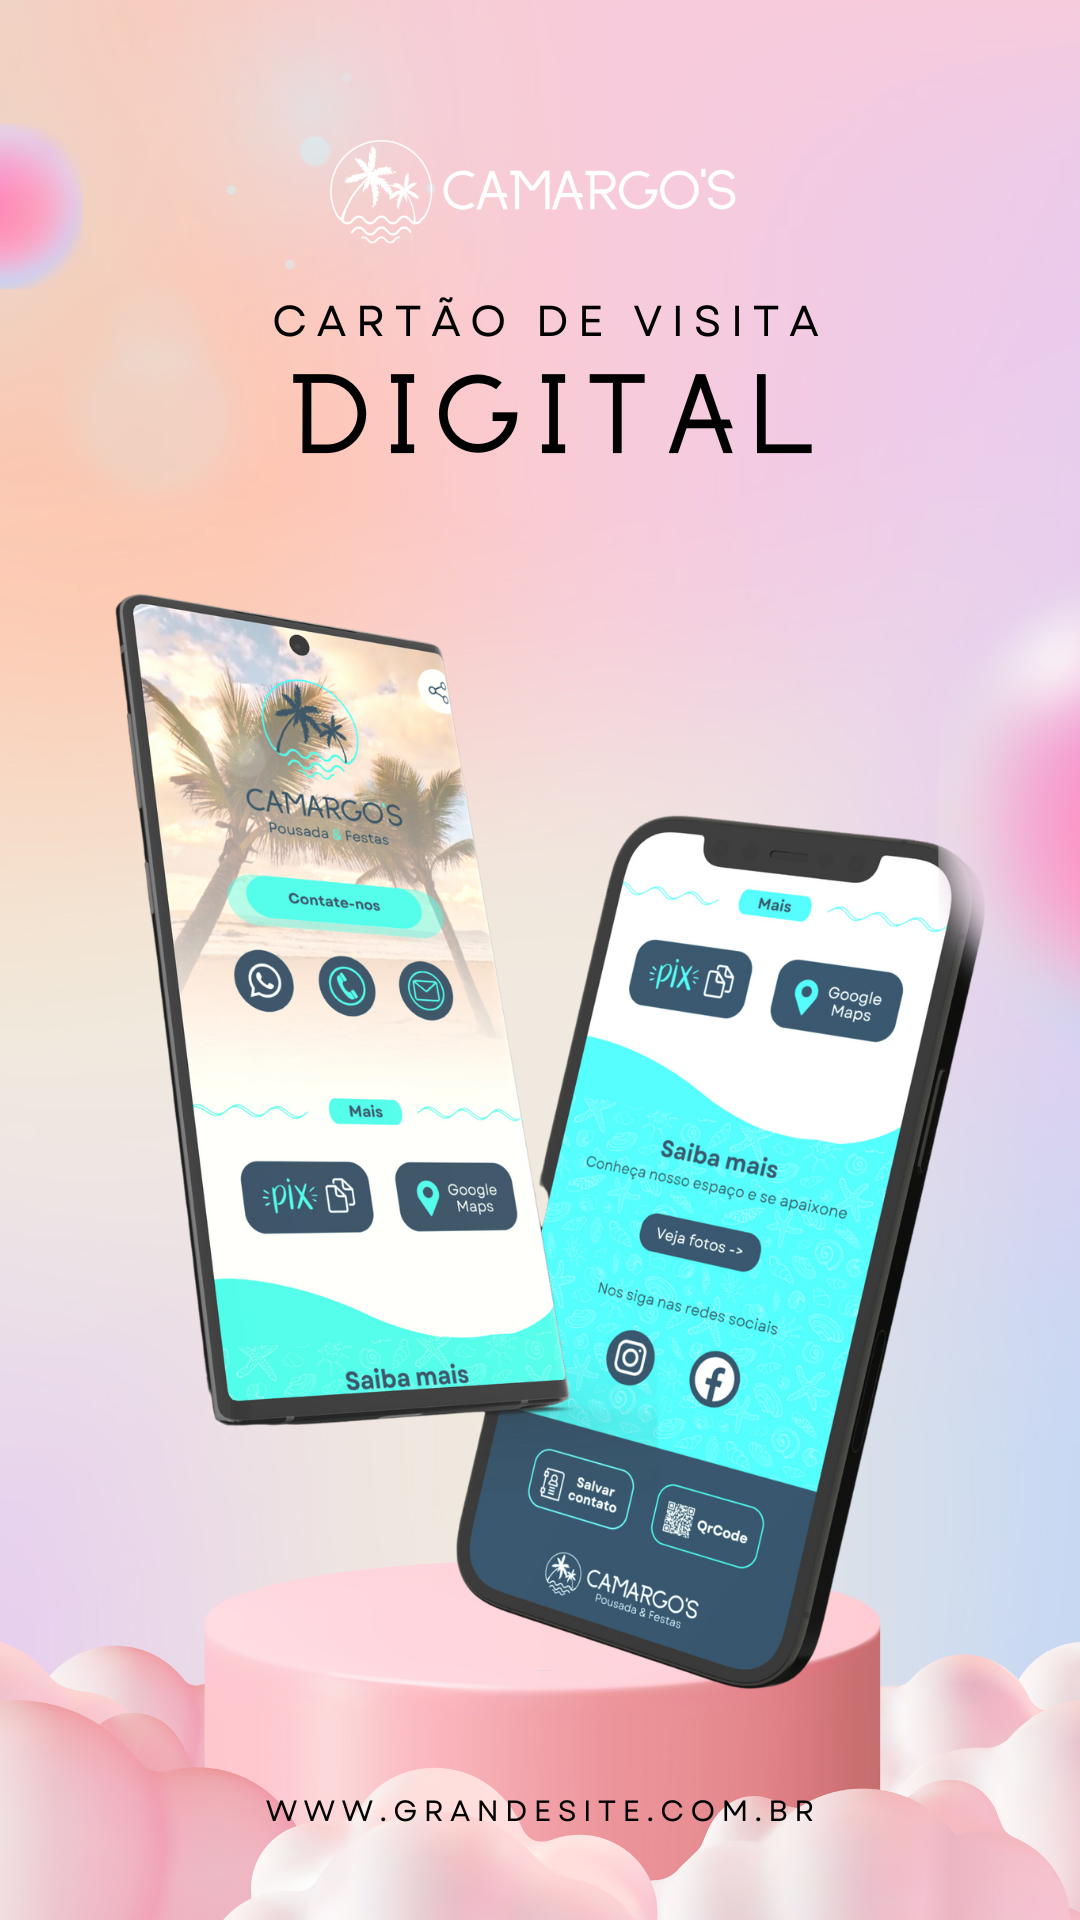 CAMARGO'S
CARTÃO DE VISITA
DIGITAL
CAMARGO'S
Pousada & Festas
Contate-nos
Mais
pix
Google
Maps
Saiba mais
Mais
pix
Google
Maps
Saiba mais
Conheça nosso espaço e se apaixone
Veja fotos ->
Nos siga nas redes sociais
Salvar
contato
QrCode
CAMARGO'S
Pousada & Festas
WWW.GRANDESITE.COM.BR